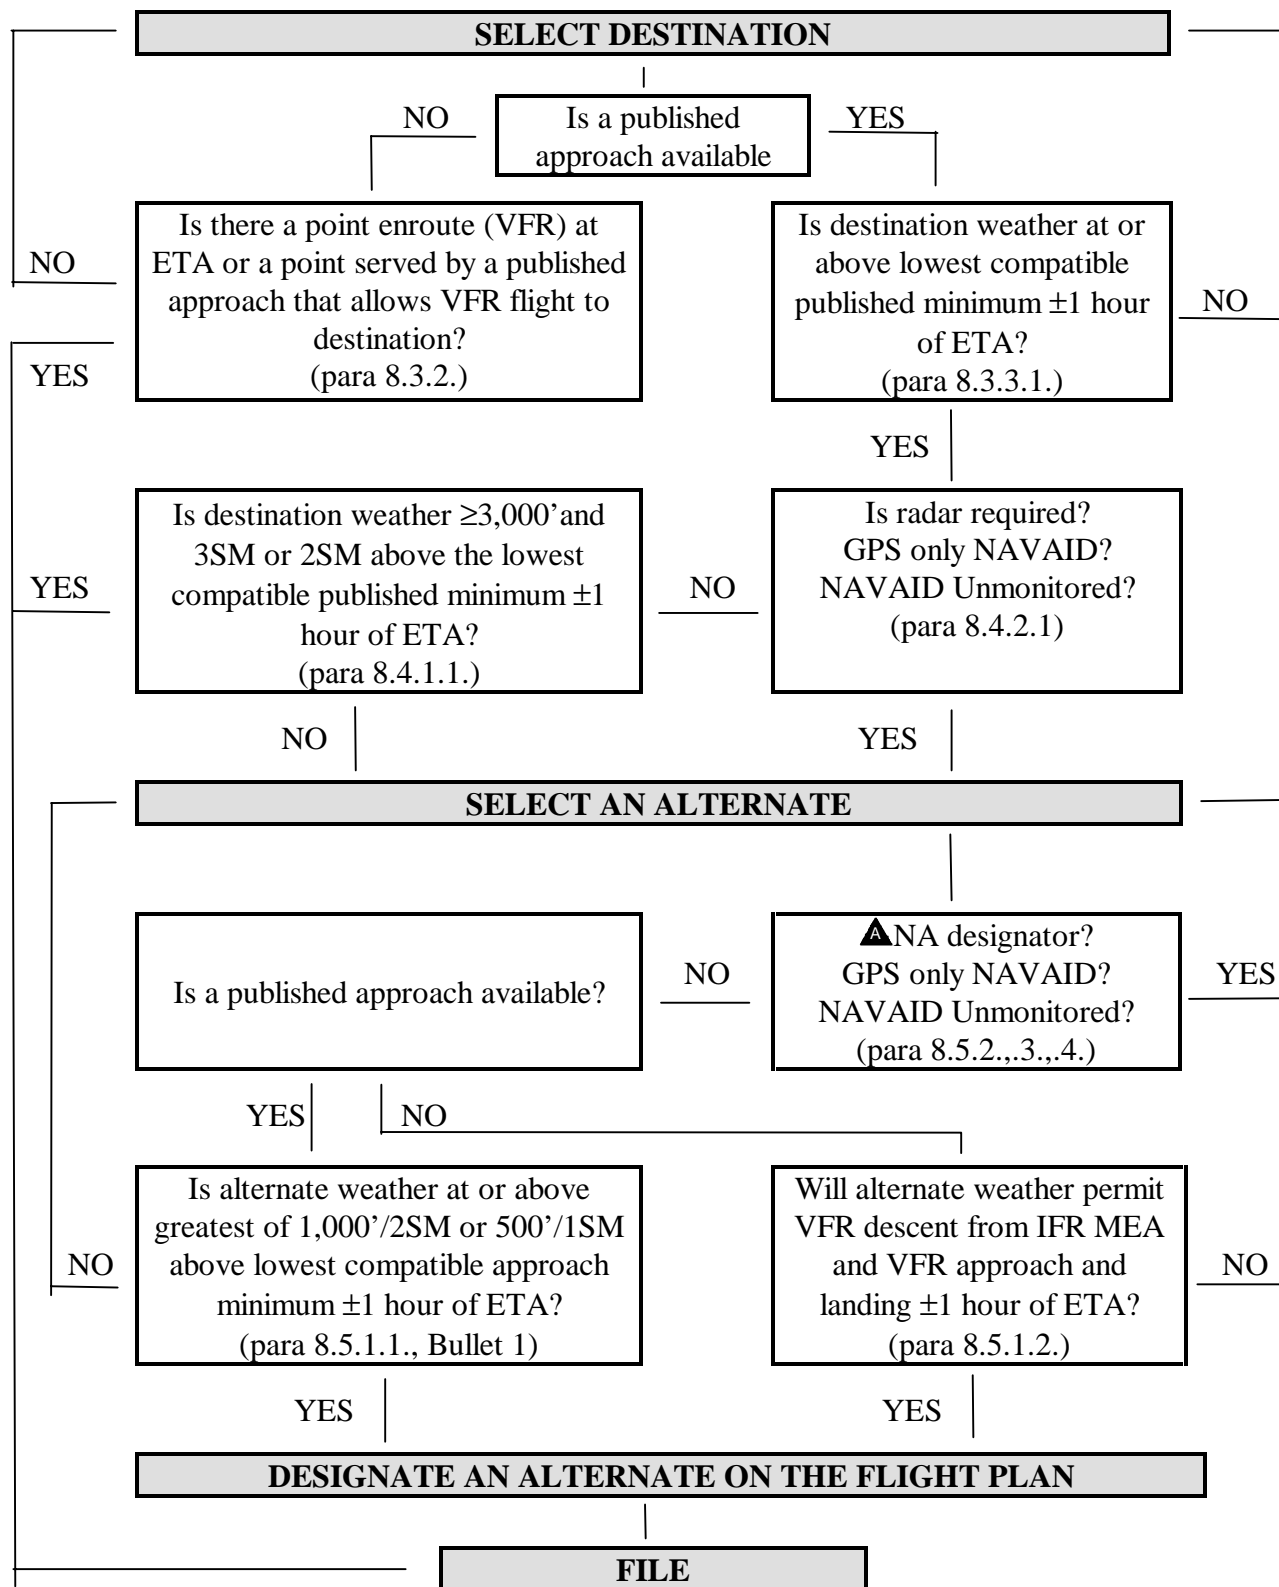 SELECT DESTINATION
NO
Is a published
approach available
YES
Is there a point enroute (VFR) at
ETA or a point served by a published
approach that allows VFR flight to
destination?
(para 8.3.2.)
NO
YES
Is destination weather at or
above lowest compatible
published minimum ±1 hour
of ETA?
(para 8.3.3.1.)
NO
YES
Is destination weather ≥3,000’and
3SM or 2SM above the lowest
compatible published minimum ±1
hour of ETA?
(para 8.4.1.1.)
YES
NO
Is radar required?
GPS only NAVAID?
NAVAID Unmonitored?
(para 8.4.2.1)
NO
YES
SELECT AN ALTERNATE
Is a published approach available?
NO
A NA designator?
GPS only NAVAID?
NAVAID Unmonitored?
(para 8.5.2.,.3.,.4.)
YES
YES
NO
Is alternate weather at or above
greatest of 1,000’/2SM or 500’/1SM
above lowest compatible approach
minimum ±1 hour of ETA?
(para 8.5.1.1., Bullet 1)
NO
Will alternate weather permit
VFR descent from IFR MEA
and VFR approach and
landing ±1 hour of ETA?
(para 8.5.1.2.)
NO
YES
YES
DESIGNATE AN ALTERNATE ON THE FLIGHT PLAN
FILE